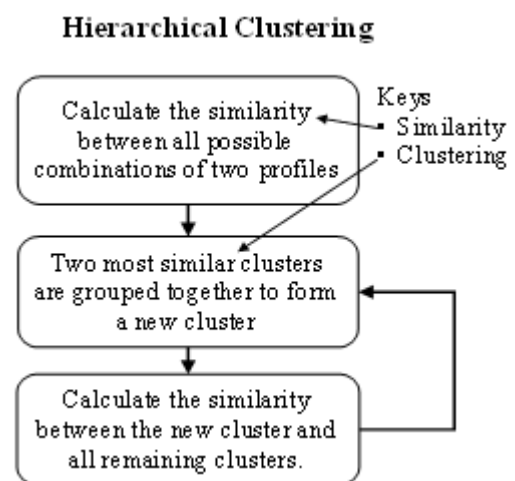 Hierarchical Clustering
Calculate the similarity
between all possible
combinations of two profiles
Keys
▪ Similarity
▪ Clustering
Two most similar clusters
are grouped together to form
a new cluster
Calculate the similarity
between the new cluster and
all remaining clusters.